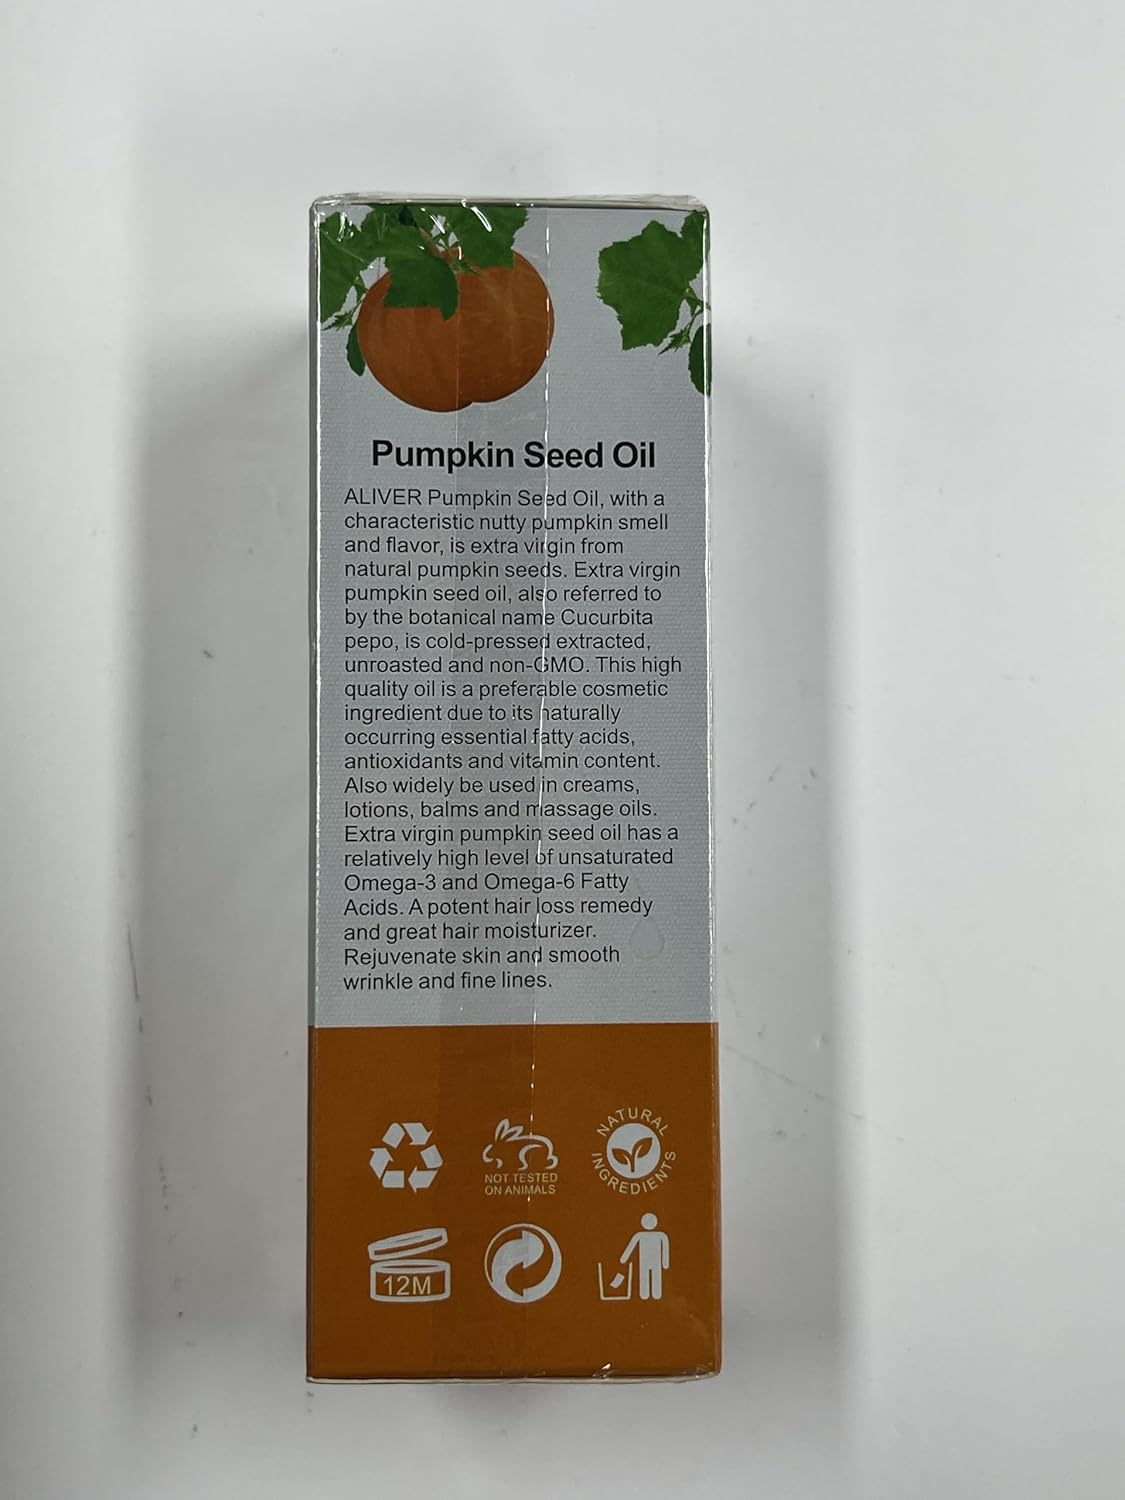 Pumpkin Seed Oil
ALIVER Pumpkin Seed Oil, with a
characteristic nutty pumpkin smell
and flavor, is extra virgin from
natural pumpkin seeds. Extra virgin
pumpkin seed oil, also referred to
by the botanical name Cucurbita
pepo, is cold-pressed extracted,
unroasted and non-GMO. This high
quality oil is a preferable cosmetic
ingredient due to its naturally
occurring essential fatty acids,
antioxidants and vitamin content.
Also widely be used in creams,
lotions, balms and massage oils.
Extra virgin pumpkin seed oil has a
relatively high level of unsaturated
Omega-3 and Omega-6 Fatty
Acids. A potent hair loss remedy
and great hair moisturizer.
Rejuvenate skin and smooth
wrinkle and fine lines.
NOT TESTED
ON ANIMALS
NATURAL
INGREDIENTS
12M